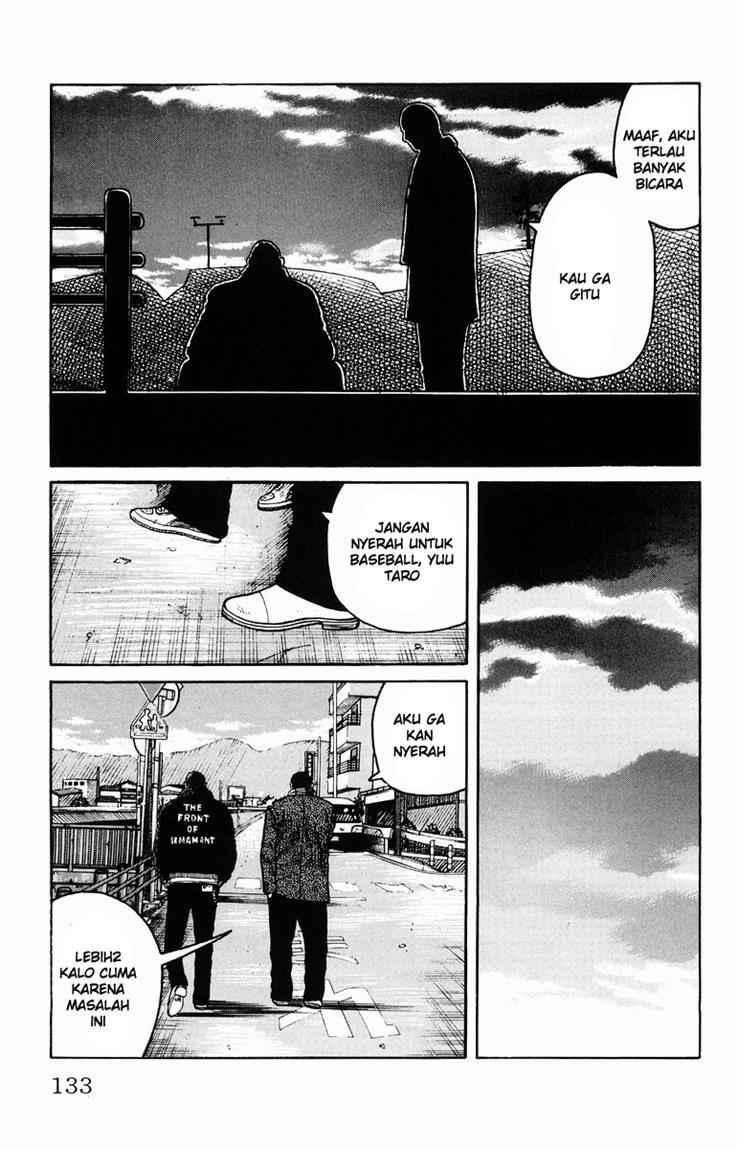 MAAF, AKU
TERLALU
BANYAK
BICARA
KAU GA
GITU
JANGAN
NYERAH UNTUK
BASEBALL, YUU
TARO
AKU GA
KAN
NYERAH
THE
FRONT
OF
LEBIH2
KALO CUMA
KARENA
MASALAH
INI
133